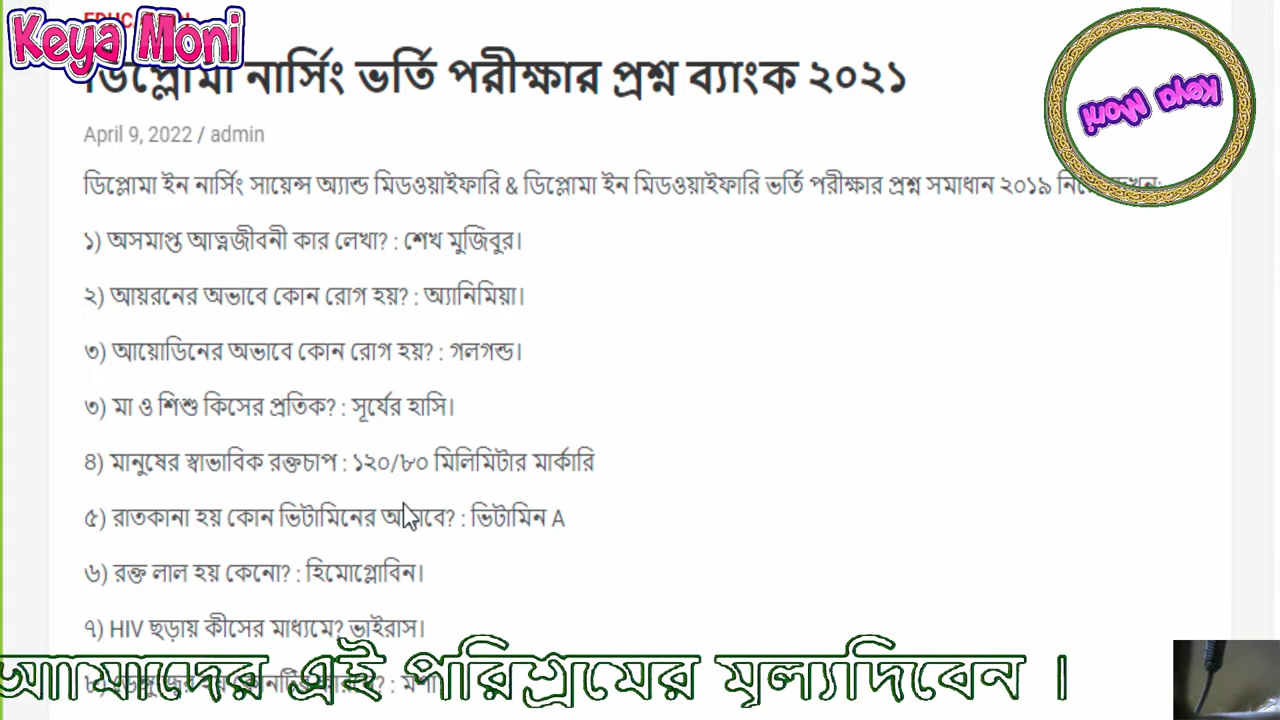 Keya Moni
ডিপ্লোমা নার্সিং ভর্তি পরীক্ষার প্রশ্ন ব্যাংক ২০২১
Keya Moni
April 9, 2022 / admin
ডিপ্লোমা ইন নার্সিং সায়েন্স অ্যান্ড মিডওয়াইফারি & ডিপ্লোমা ইন মিডওয়াইফারি ভর্তি পরীক্ষার প্রশ্ন সমাধান ২০১৯
১) অসমাপ্ত আত্নজীবনী কার লেখা? : শেখ মুজিবুর।
২) আয়রনের অভাবে কোন রোগ হয়? : অ্যানিমিয়া।
৩) আয়োডিনের অভাবে কোন রোগ হয়? : গলগন্ড।
৩) মা ও শিশু কিসের প্রতিক? : সূর্যের হাসি।
৪) মানুষের স্বাভাবিক রক্তচাপ : ১২০/৮০ মিলিমিটার মার্কারি
৫) রাতকানা হয় কোন ভিটামিনের অভাবে? : ভিটামিন A
৬) রক্ত লাল হয় কেনো? : হিমোগ্লোবিন।
৭) HIV ছড়ায় কীসের মাধ্যমে? ভাইরাস।
আমাদের এই পরিশ্রমের মূল্যদিবেন ।